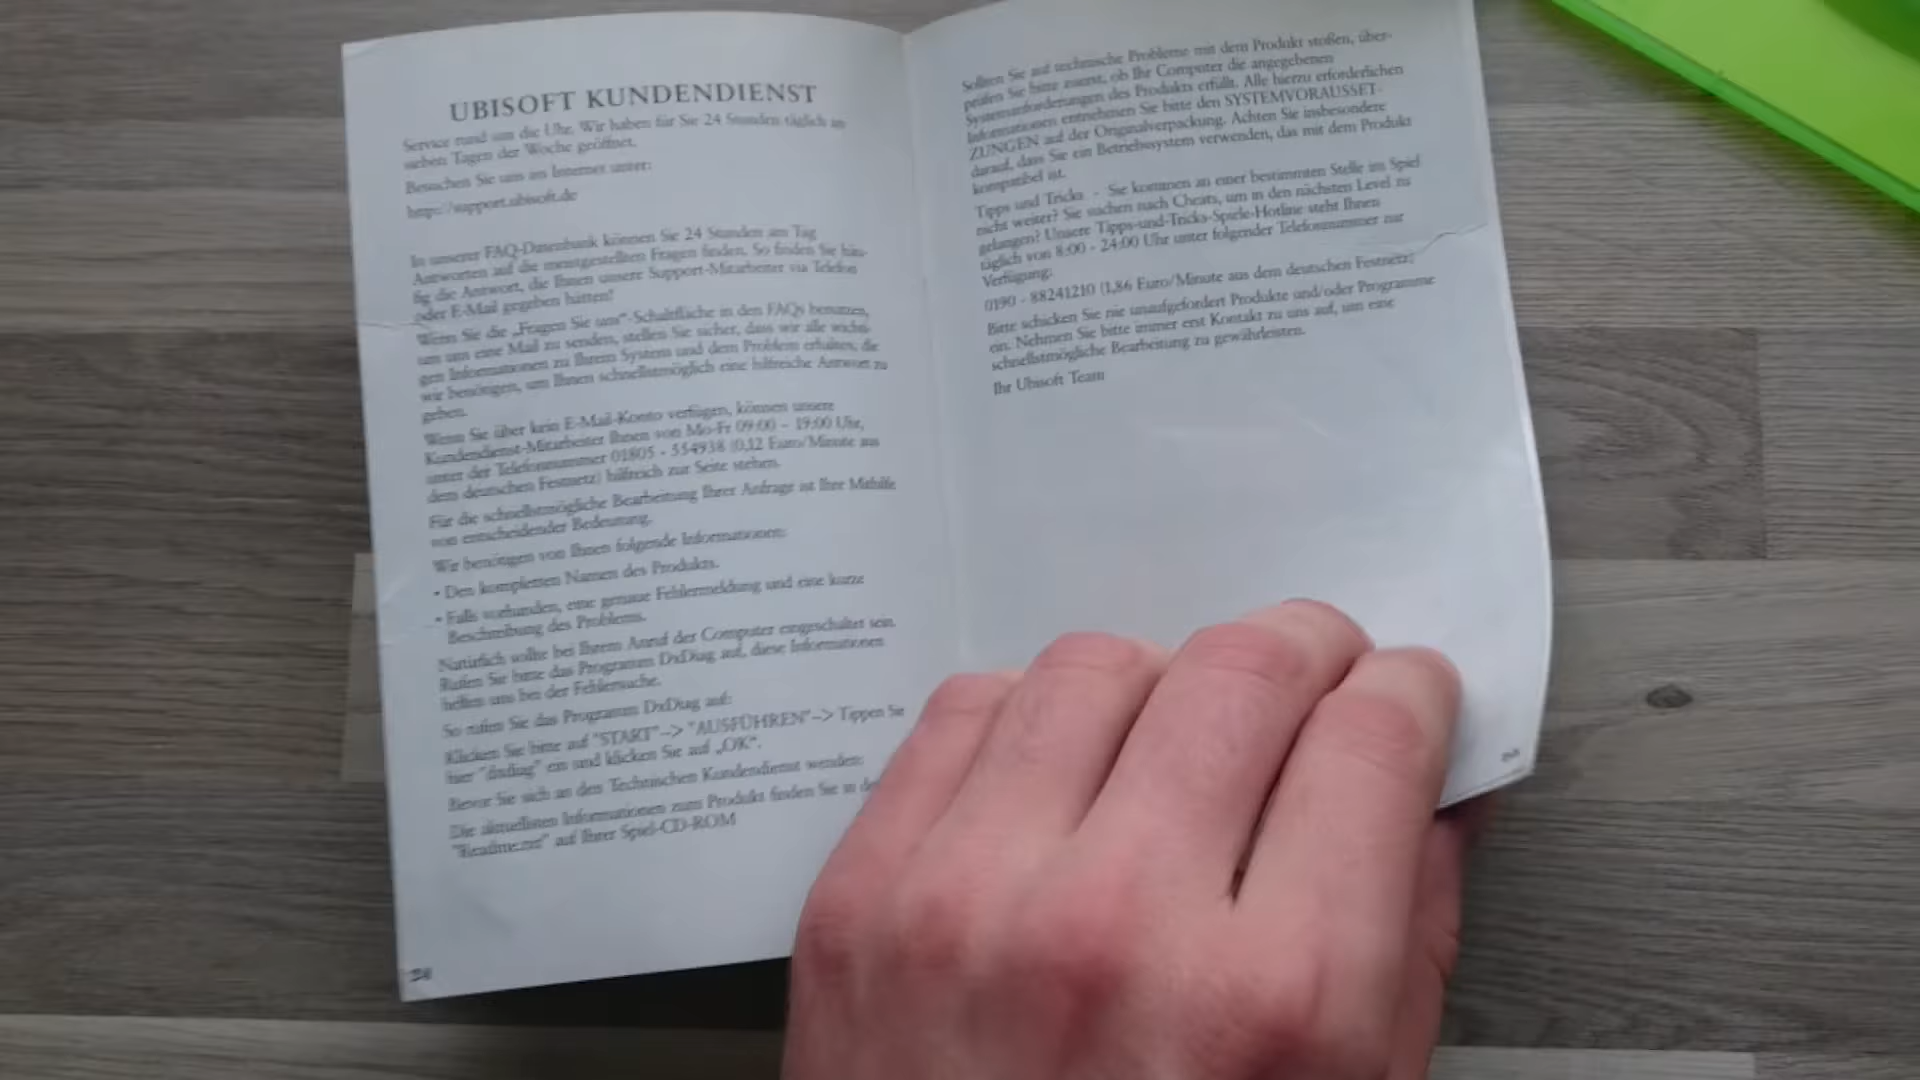 UBISOFT KUNDENDIENST
Service rund um die Uhr. Wir haben für Sie 24 Stunden täglich an
sieben Tagen der Woche geöffnet.
Besuchen Sie uns im Internet unter:
http://support.ubisoft.de
In unserer FAQ-Datenbank können Sie 24 Stunden am Tag
Antworten auf die meistgestellten Fragen finden. So finden Sie häu-
fig die Antwort, die Ihnen unsere Support-Mitarbeiter via Telefon
oder E-Mail gegeben hätten!
Wenn Sie die „Fragen Sie uns“-Schaltfläche in den FAQs benutzen,
um uns eine Mail zu senden, stellen Sie sicher, dass wir alle wichti-
gen Informationen zu Ihrem System und dem Problem erhalten, die
wir benötigen, um Ihnen schnellstmöglich eine hilfreiche Antwort zu
geben.
Wenn Sie über kein E-Mail-Konto verfügen, können unsere
Kundendienst-Mitarbeiter Ihnen von Mo-Fr 09:00 – 19:00 Uhr,
unter der Telefonnummer 01805 - 554938 (0,12 Euro/Minute aus
dem deutschen Festnetz) hilfreich zur Seite stehen.
Für die schnellstmögliche Bearbeitung Ihrer Anfrage ist Ihre Mithilfe
von entscheidender Bedeutung.
Wir benötigen von Ihnen folgende Informationen:
• Den kompletten Namen des Produkts.
• Falls vorhanden, eine genaue Fehlermeldung und eine kurze
Beschreibung des Problems.
Natürlich sollte bei Ihrem Anruf der Computer eingeschaltet sein.
Rufen Sie bitte das Programm DxDiag auf, diese Informationen
helfen uns bei der Fehlersuche.
So rufen Sie das Programm DxDiag auf:
Klicken Sie bitte auf "START"--> "AUSFÜHREN"--> Tippen Sie
hier "dxdiag" ein und klicken Sie auf „OK“.
Bevor Sie sich an den Technischen Kundendienst wenden:
Die aktuellsten Informationen zum Produkt finden Sie in der
"Readme.txt" auf Ihrer Spiel-CD-ROM
Sollten Sie auf technische Probleme mit dem Produkt stoßen, über-
prüfen Sie bitte zuerst, ob Ihr Computer die angegebenen
Systemanforderungen des Produkts erfüllt. Alle hierzu erforderlichen
Informationen entnehmen Sie bitte den SYSTEMVORAUSSET-
ZUNGEN auf der Originalverpackung. Achten Sie insbesondere
darauf, dass Sie ein Betriebssystem verwenden, das mit dem Produkt
kompatibel ist.
Tipps und Tricks - Sie kommen an einer bestimmten Stelle im Spiel
nicht weiter? Sie suchen nach Cheats, um in den nächsten Level zu
gelangen? Unsere Tipps-und-Tricks-Spiele-Hotline steht Ihnen
täglich von 8:00 - 24:00 Uhr unter folgender Telefonnummer zur
Verfügung:
0190 - 88241210 (1,86 Euro/Minute aus dem deutschen Festnetz)
Bitte schicken Sie nie unaufgefordert Produkte und/oder Programme
ein. Nehmen Sie bitte immer erst Kontakt zu uns auf, um eine
schnellstmögliche Bearbeitung zu gewährleisten.
Ihr Ubisoft Team